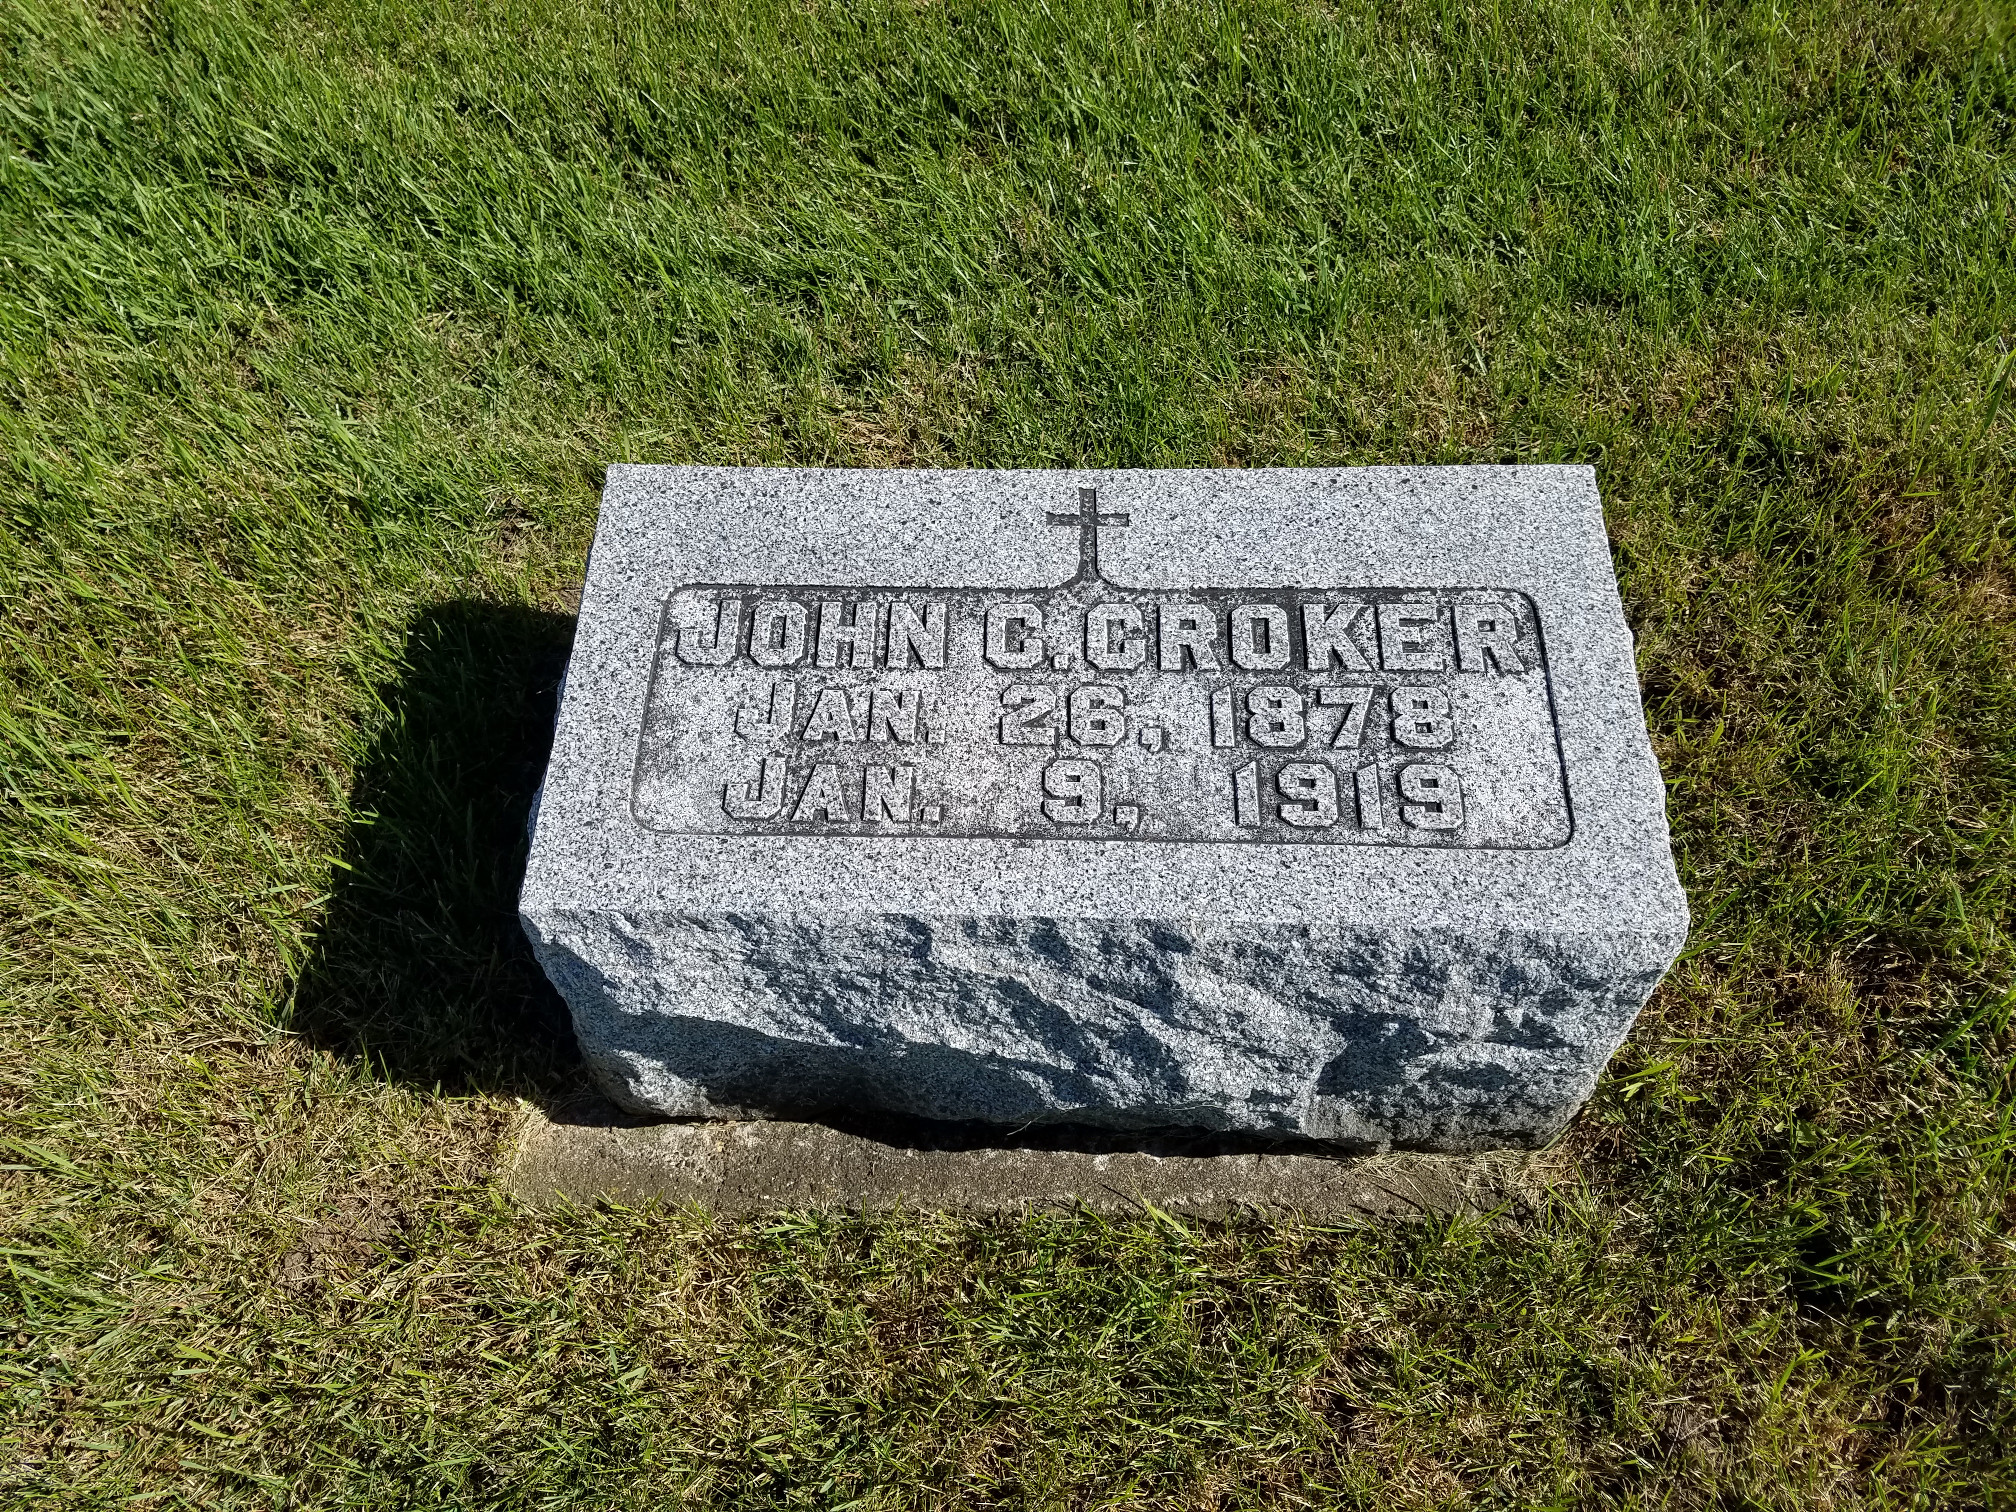 JOHN C. CROKER
JAN. 26, 1878
JAN. 9, 1919